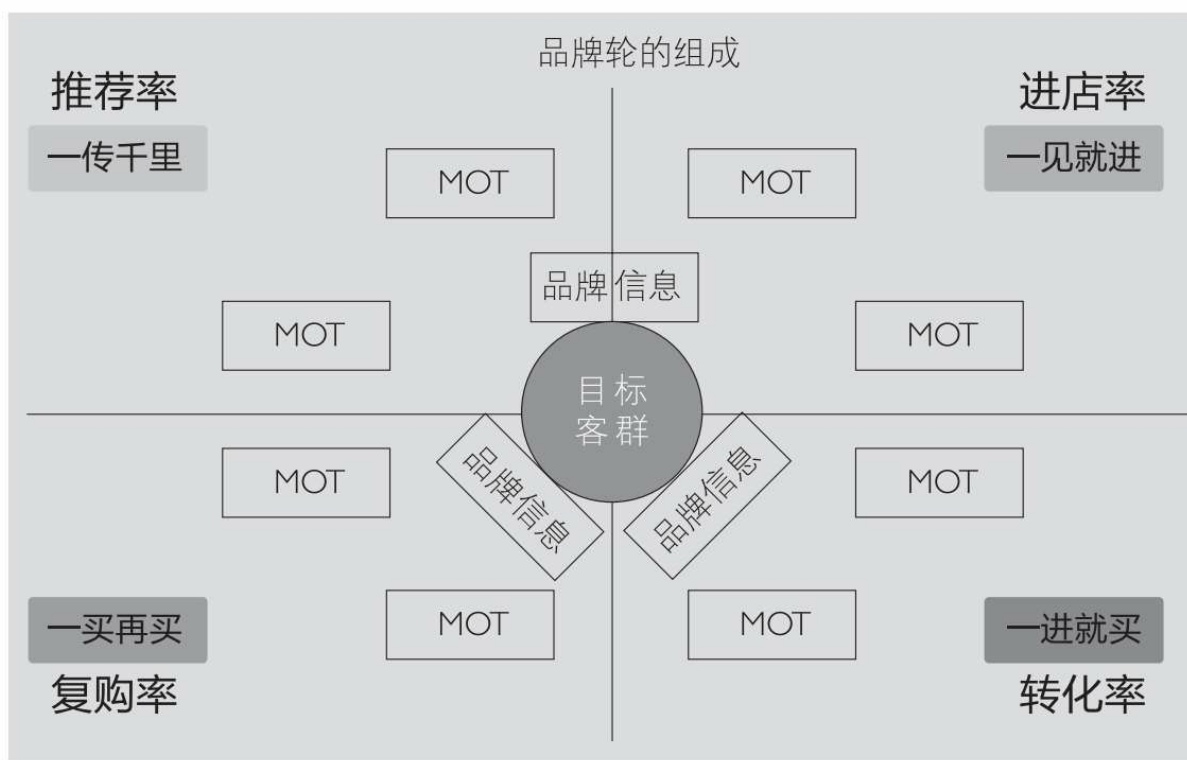 品牌轮的组成
推荐率
一传千里
进店率
一见就进
MOT
MOT
品牌信息
MOT
MOT
目标
客群
品牌信息
品牌信息
MOT
MOT
MOT
MOT
一买再买
复购率
一进就买
转化率